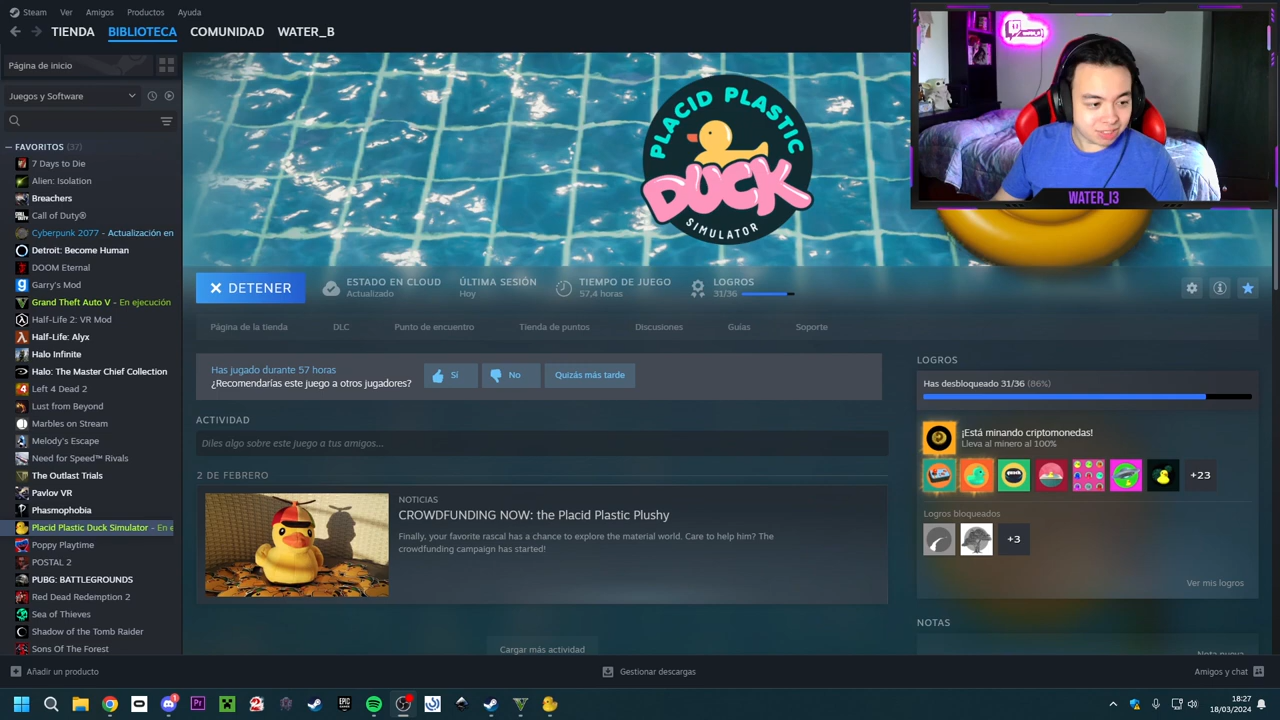 Steam Ver Amigos Productos Ayuda
TIENDA BIBLIOTECA COMUNIDAD WATER_B
Página de inicio
Juegos y Software
FAVORITOS (37)
7 Days to Die
Alien: Isolation
Breachers
Call of Duty®
Cyberpunk 2077 - Actualización en
Detroit: Become Human
DOOM Eternal
Garry's Mod
Grand Theft Auto V - En ejecución
Half-Life 2: VR Mod
Half-Life: Alyx
Halo Infinite
Halo: The Master Chief Collection
Left 4 Dead 2
Lust from Beyond
Marbles on Stream
Melody's Escape
Need for Speed™ Rivals
The Outlast Trials
Pavlov VR
Phasmophobia
Placid Plastic Duck Simulator - En e
Poppy Playtime
POSTAL 2
PUBG: BATTLEGROUNDS
Red Dead Redemption 2
Sea of Thieves
Shadow of the Tomb Raider
Sons Of The Forest
PLACID PLASTIC
DUCK
SIMULATOR
WATER_I3
DETENER
ESTADO EN CLOUD
Actualizado
ÚLTIMA SESIÓN
Hoy
TIEMPO DE JUEGO
57,4 horas
LOGROS
31/36
Página de la tienda DLC Punto de encuentro Tienda de puntos Discusiones Guías Soporte
Has jugado durante 57 horas
¿Recomendarías este juego a otros jugadores?
Sí No Quizás más tarde
ACTIVIDAD
Diles algo sobre este juego a tus amigos...
2 DE FEBRERO
NOTICIAS
CROWDFUNDING NOW: the Placid Plastic Plushy
Finally, your favorite rascal has a chance to explore the material world. Care to help him? The
crowdfunding campaign has started!
Cargar más actividad
LOGROS
Has desbloqueado 31/36 (86%)
¡Está minando criptomonedas!
Lleva al minero al 100%
+23
Logros bloqueados
+3
Ver mis logros
NOTAS
Nota nueva
Añadir un producto Gestionar descargas Amigos y chat
18:27
18/03/2024